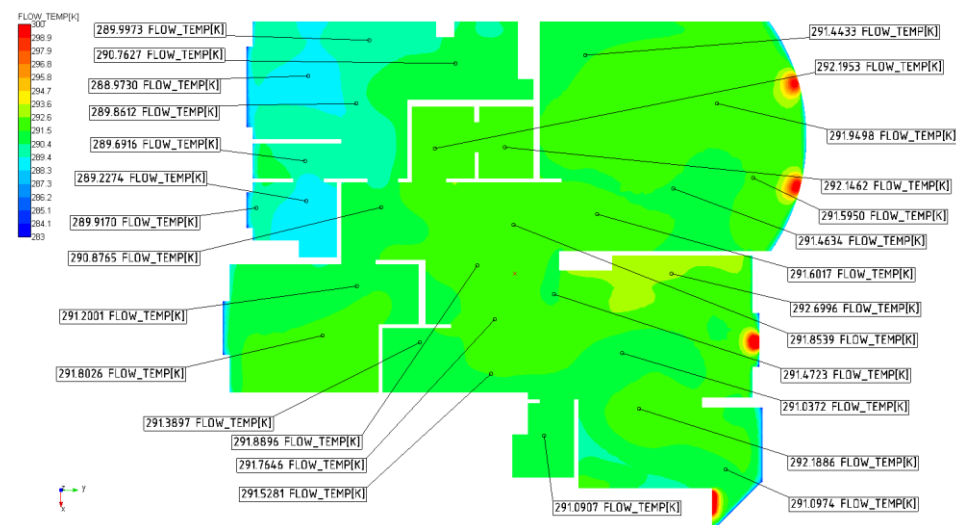 FLOW_TEMP[K]
300
298.9
297.9
296.8
295.8
294.7
293.6
292.6
291.5
290.4
289.4
288.3
287.3
286.2
285.1
284.1
283
289.9973 FLOW_TEMP[K]
290.7627 FLOW_TEMP[K]
288.9730 FLOW_TEMP[K]
289.8612 FLOW_TEMP[K]
289.6916 FLOW_TEMP[K]
289.2274 FLOW_TEMP[K]
289.9170 FLOW_TEMP[K]
290.8765 FLOW_TEMP[K]
291.2001 FLOW_TEMP[K]
291.8026 FLOW_TEMP[K]
291.3897 FLOW_TEMP[K]
291.8896 FLOW_TEMP[K]
291.7646 FLOW_TEMP[K]
291.5281 FLOW_TEMP[K]
291.4433 FLOW_TEMP[K]
292.1953 FLOW_TEMP[K]
291.9498 FLOW_TEMP[K]
292.1462 FLOW_TEMP[K]
291.5950 FLOW_TEMP[K]
291.4634 FLOW_TEMP[K]
291.6017 FLOW_TEMP[K]
292.6996 FLOW_TEMP[K]
291.8539 FLOW_TEMP[K]
291.4723 FLOW_TEMP[K]
291.0372 FLOW_TEMP[K]
292.1886 FLOW_TEMP[K]
291.0974 FLOW_TEMP[K]
291.0907 FLOW_TEMP[K]
z
y
x